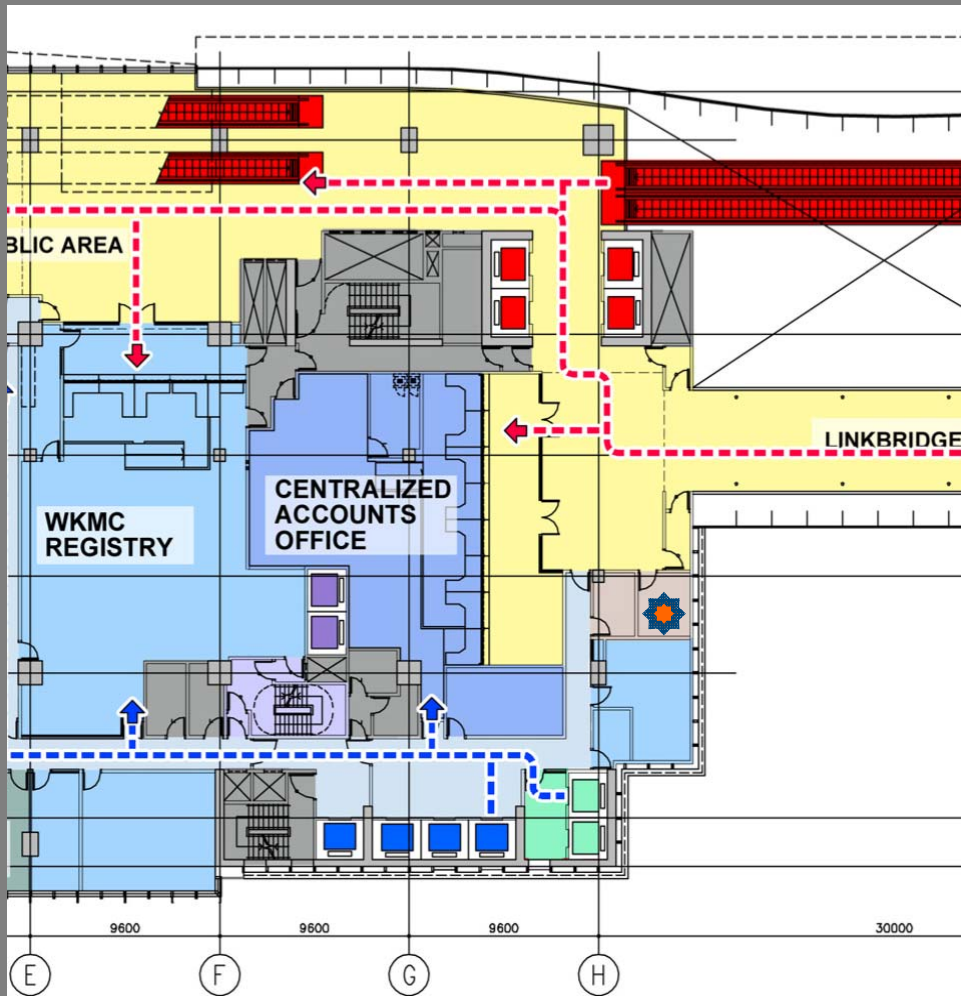 BLIC AREA
LINKBRIDGE
CENTRALIZED
ACCOUNTS
OFFICE
WKMC
REGISTRY
9600
9600
9600
30000
E
F
G
H